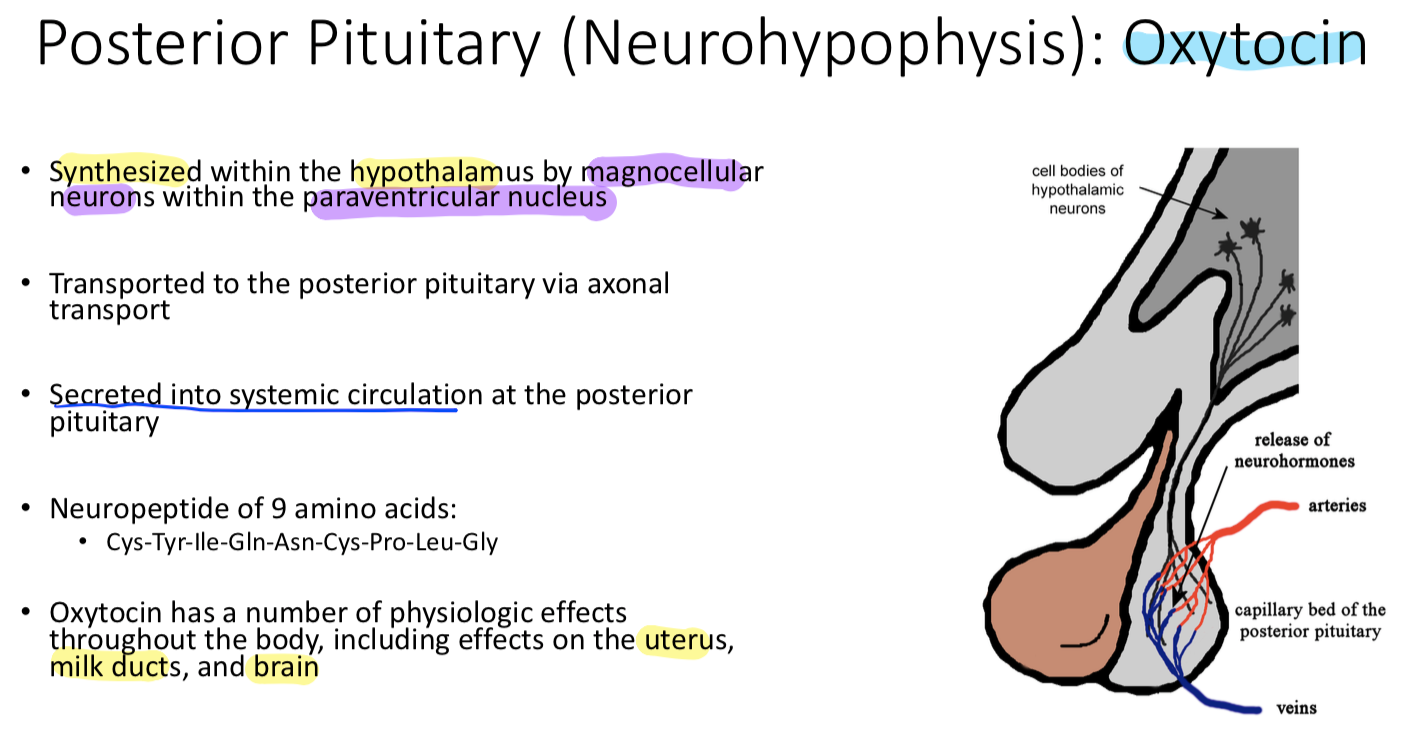 Posterior Pituitary (Neurohypophysis): Oxytocin
• Synthesized within the hypothalamus by magnocellular
neurons within the paraventricular nucleus
• Transported to the posterior pituitary via axonal
transport
• Secreted into systemic circulation at the posterior
pituitary
• Neuropeptide of 9 amino acids:
• Cys-Tyr-Ile-Gln-Asn-Cys-Pro-Leu-Gly
• Oxytocin has a number of physiologic effects
throughout the body, including effects on the uterus,
milk ducts, and brain
cell bodies of
hypothalamic
neurons
release of
neurohormones
arteries
capillary bed of the
posterior pituitary
veins